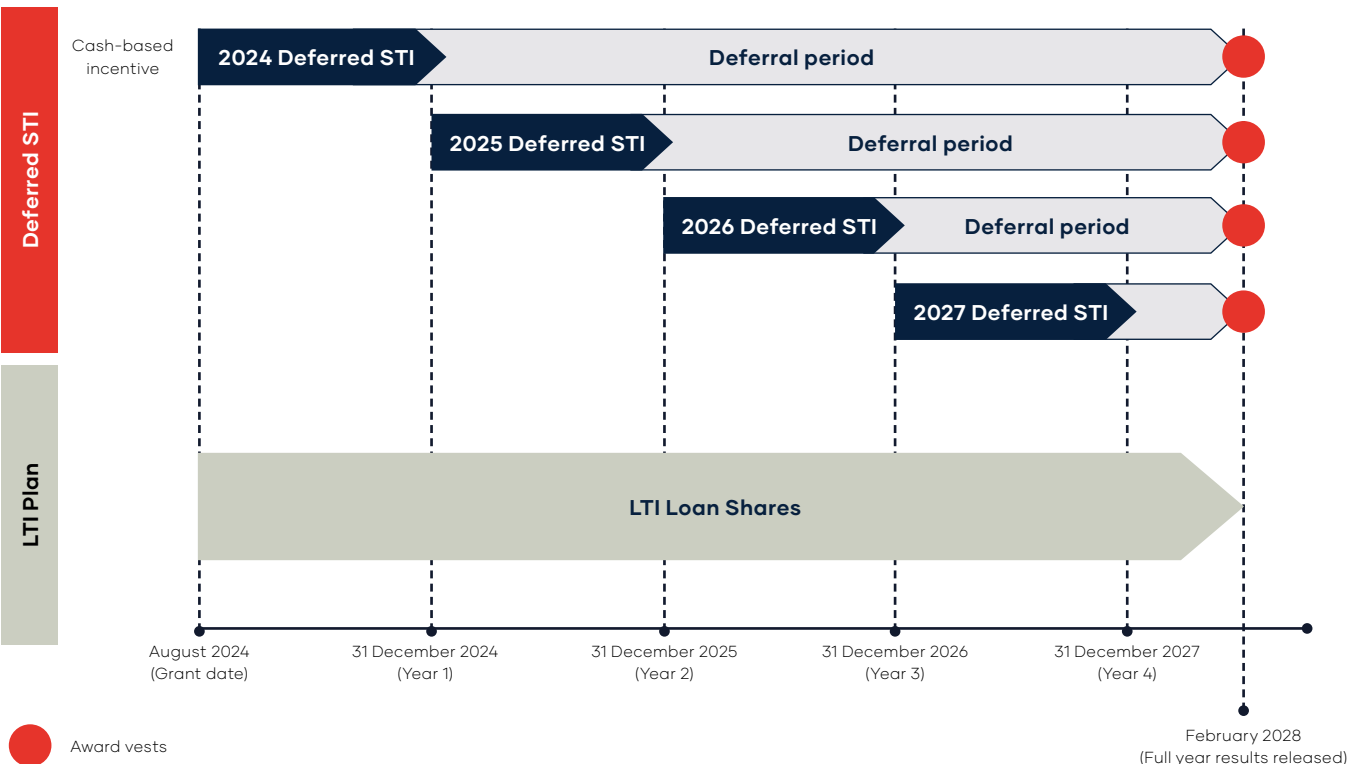 Deferred STI
Cash-based
incentive
2024 Deferred STI
Deferral period
2025 Deferred STI
Deferral period
2026 Deferred STI
Deferral period
2027 Deferred STI
LTI Plan
LTI Loan Shares
August 2024
(Grant date)
31 December 2024
(Year 1)
31 December 2025
(Year 2)
31 December 2026
(Year 3)
31 December 2027
(Year 4)
February 2028
(Full year results released)
Award vests